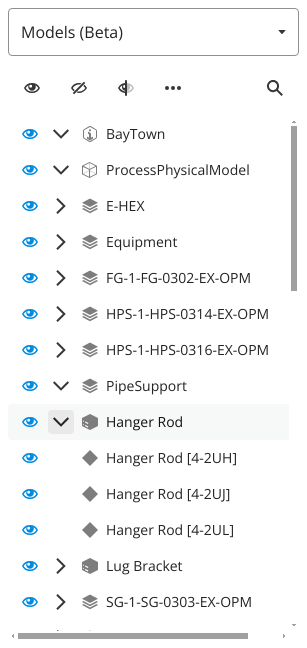 Models (Beta)
BayTown
ProcessPhysicalModel
E-HEX
Equipment
FG-1-FG-0302-EX-OPM
HPS-1-HPS-0314-EX-OPM
HPS-1-HPS-0316-EX-OPM
PipeSupport
Hanger Rod
Hanger Rod [4-2UH]
Hanger Rod [4-2UJ]
Hanger Rod [4-2UL]
Lug Bracket
SG-1-SG-0303-EX-OPM